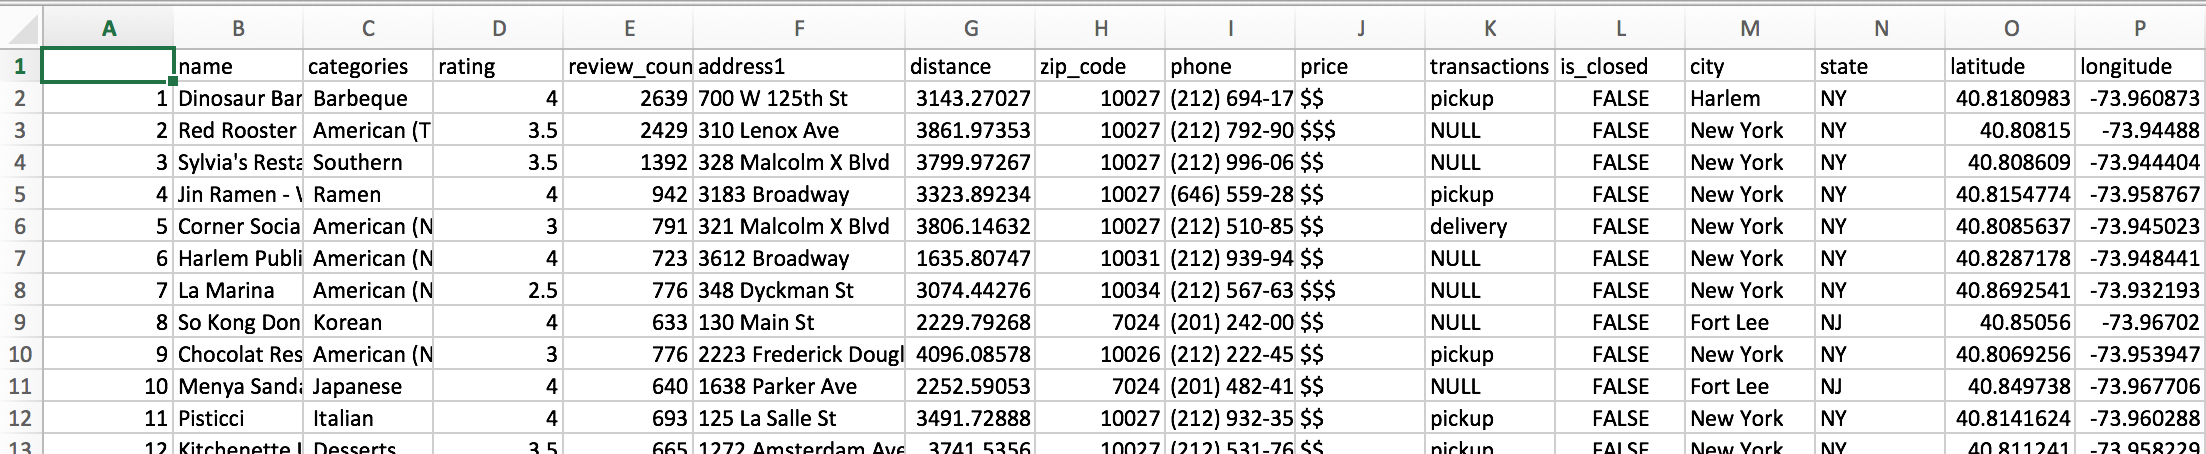 A B C D E F G H I J K L M N O P
1 name categories rating review_coun address1 distance zip_code phone price transactions is_closed city state latitude longitude
2 1 Dinosaur Bar Barbeque 4 2639 700 W 125th St 3143.27027 10027 (212) 694-17 $$ pickup FALSE Harlem NY 40.8180983 -73.960873
3 2 Red Rooster American (T 3.5 2429 310 Lenox Ave 3861.97353 10027 (212) 792-90 $$$ NULL FALSE New York NY 40.80815 -73.94488
4 3 Sylvia's Resta Southern 3.5 1392 328 Malcolm X Blvd 3799.97267 10027 (212) 996-06 $$ NULL FALSE New York NY 40.808609 -73.944404
5 4 Jin Ramen - Ramen 4 942 3183 Broadway 3323.89234 10027 (646) 559-28 $$ pickup FALSE New York NY 40.8154774 -73.958767
6 5 Corner Socia American (N 3 791 321 Malcolm X Blvd 3806.14632 10027 (212) 510-85 $$ delivery FALSE New York NY 40.8085637 -73.945023
7 6 Harlem Publi American (N 4 723 3612 Broadway 1635.80747 10031 (212) 939-94 $$ NULL FALSE New York NY 40.8287178 -73.948441
8 7 La Marina American (N 2.5 776 348 Dyckman St 3074.44276 10034 (212) 567-63 $$$ NULL FALSE New York NY 40.8692541 -73.932193
9 8 So Kong Don Korean 4 633 130 Main St 2229.79268 7024 (201) 242-00 $$ NULL FALSE Fort Lee NJ 40.85056 -73.96702
10 9 Chocolat Res American (N 3 776 2223 Frederick Dougl 4096.08578 10026 (212) 222-45 $$ pickup FALSE New York NY 40.8069256 -73.953947
11 10 Menya Sanda Japanese 4 640 1638 Parker Ave 2252.59053 7024 (201) 482-41 $$ NULL FALSE Fort Lee NJ 40.849738 -73.967706
12 11 Pisticci Italian 4 693 125 La Salle St 3491.72888 10027 (212) 932-35 $$ pickup FALSE New York NY 40.8141624 -73.960288
13 12 Kitchenette Desserts 3.5 665 1272 Amsterdam Ave 3741.5356 10027 (212) 531-76 $$ pickup FALSE New York NY 40.811241 -73.958229